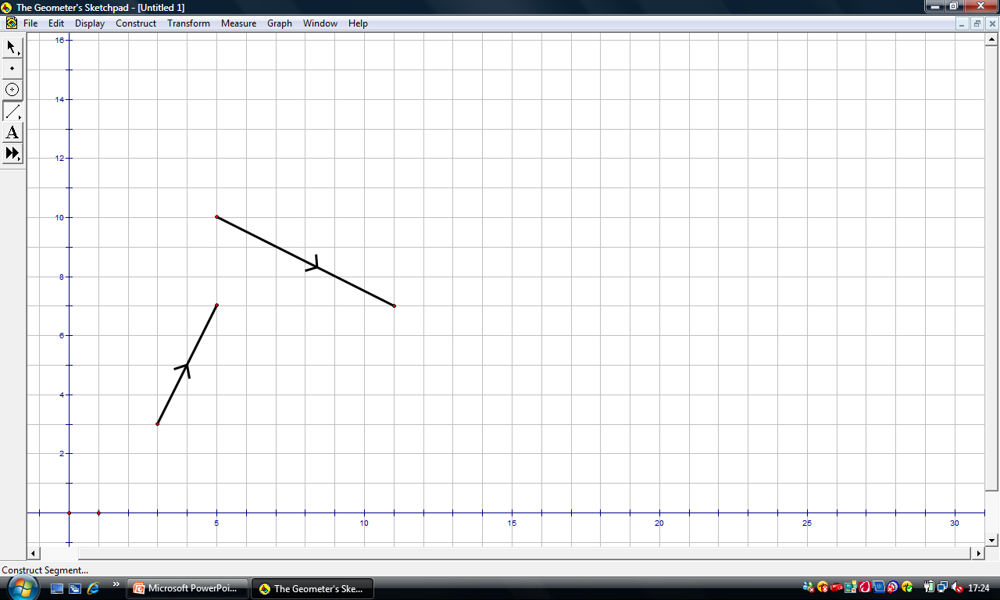 The Geometer's Sketchpad - [Untitled 1]
File Edit Display Construct Transform Measure Graph Window Help
A
16
14
12
10
8
6
4
2
5 10 15 20 25 30
Construct Segment...
» Microsoft PowerPoi... The Geometer's Ske... 17:24